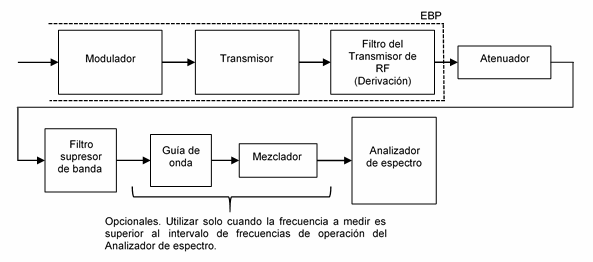 EBP
Modulador
Transmisor
Filtro del
Transmisor de
RF
(Derivación)
Atenuador
Filtro
supresor
de banda
Guía de
onda
Mezclador
Analizador
de espectro
Opcionales. Utilizar solo cuando la frecuencia a medir es
superior al intervalo de frecuencias de operación del
Analizador de espectro.